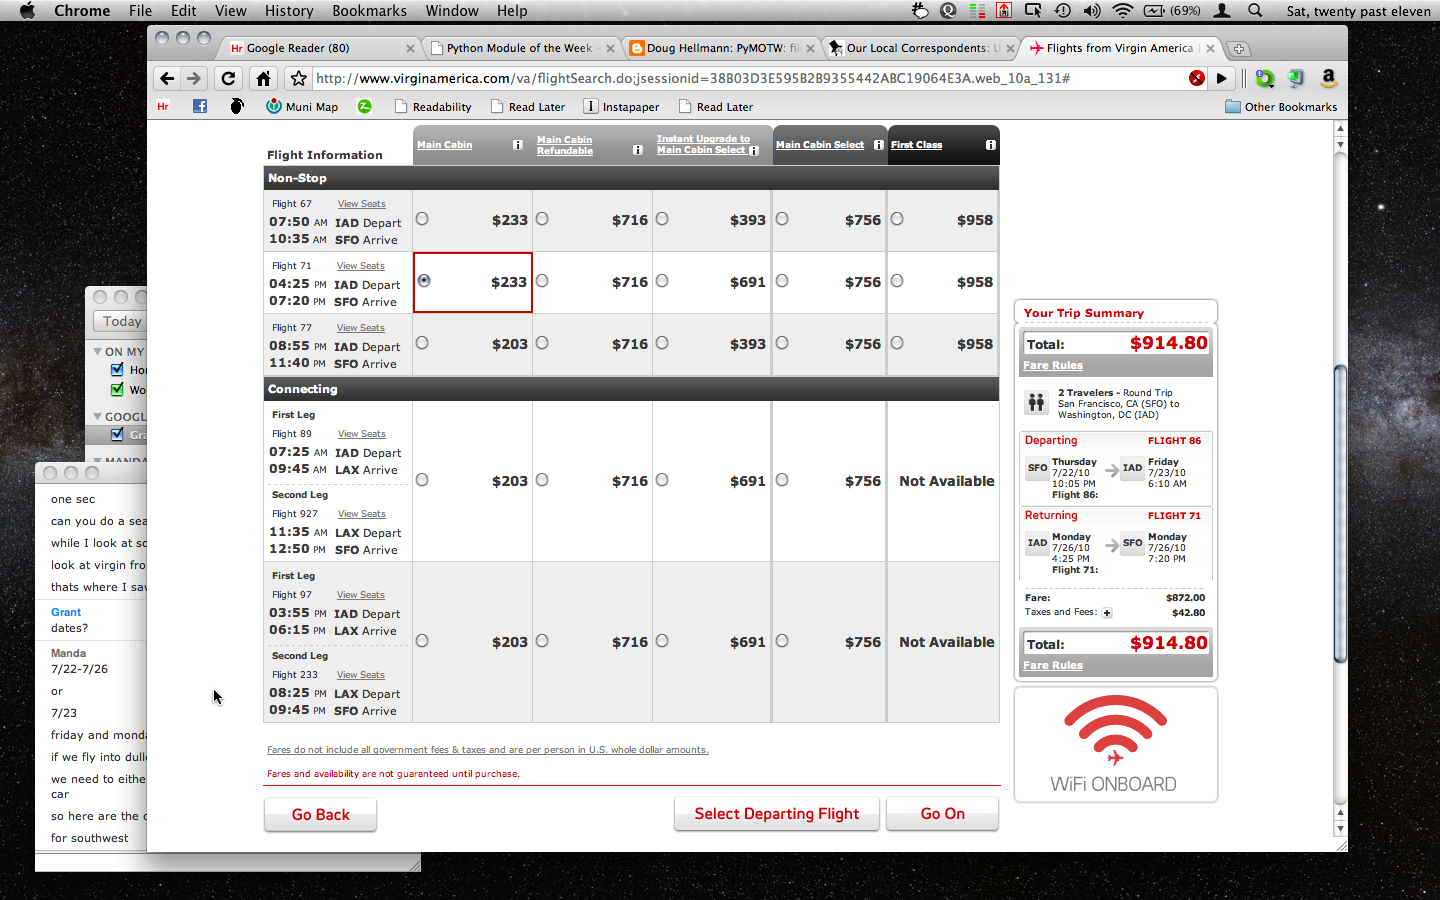 Chrome File Edit View History Bookmarks Window Help (69%) Sat, twenty past eleven
Hr Google Reader (80) Python Module of the Week - Doug Hellmann: PyMOTW: fil Our Local Correspondents: U Flights from Virgin America
http://www.virginamerica.com/va/flightSearch.do;jsessionid=38B03D3E595B2B9355442ABC19064E3A.web_10a_131#
Hr Muni Map Readability Read Later I Instapaper Read Later Other Bookmarks
Flight Information
Main Cabin
Main Cabin Refundable
Instant Upgrade to Main Cabin Select
Main Cabin Select
First Class
Non-Stop
Flight 67 View Seats
07:50 AM IAD Depart
10:35 AM SFO Arrive
$233 $716 $393 $756 $958
Flight 71 View Seats
04:25 PM IAD Depart
07:20 PM SFO Arrive
$233 $716 $691 $756 $958
Flight 77 View Seats
08:55 PM IAD Depart
11:40 PM SFO Arrive
$203 $716 $393 $756 $958
Connecting
First Leg
Flight 89 View Seats
07:25 AM IAD Depart
09:45 AM LAX Arrive
Second Leg
Flight 927 View Seats
11:35 AM LAX Depart
12:50 PM SFO Arrive
$203 $716 $691 $756 Not Available
First Leg
Flight 97 View Seats
03:55 PM IAD Depart
06:15 PM LAX Arrive
Second Leg
Flight 233 View Seats
08:25 PM LAX Depart
09:45 PM SFO Arrive
$203 $716 $691 $756 Not Available
Fares do not include all government fees & taxes and are per person in U.S. whole dollar amounts.
Fares and availability are not guaranteed until purchase.
Go Back
Select Departing Flight
Go On
Your Trip Summary
Total: $914.80
Fare Rules
2 Travelers - Round Trip
San Francisco, CA (SFO) to
Washington, DC (IAD)
Departing FLIGHT 86
SFO Thursday 7/22/10 10:05 PM
IAD Friday 7/23/10 6:10 AM
Flight 86:
Returning FLIGHT 71
IAD Monday 7/26/10 4:25 PM
SFO Monday 7/26/10 7:20 PM
Flight 71:
Fare: $872.00
Taxes and Fees: $42.80
Total: $914.80
Fare Rules
WiFi ONBOARD
Today
ON MY
Ho
Wo
GOOGL
Gra
MANDA
one sec
can you do a sea
while I look at so
look at virgin fro
thats where I saw
Grant
dates?
Manda
7/22-7/26
or
7/23
friday and monda
if we fly into dulle
we need to eithe
car
so here are the o
for southwest